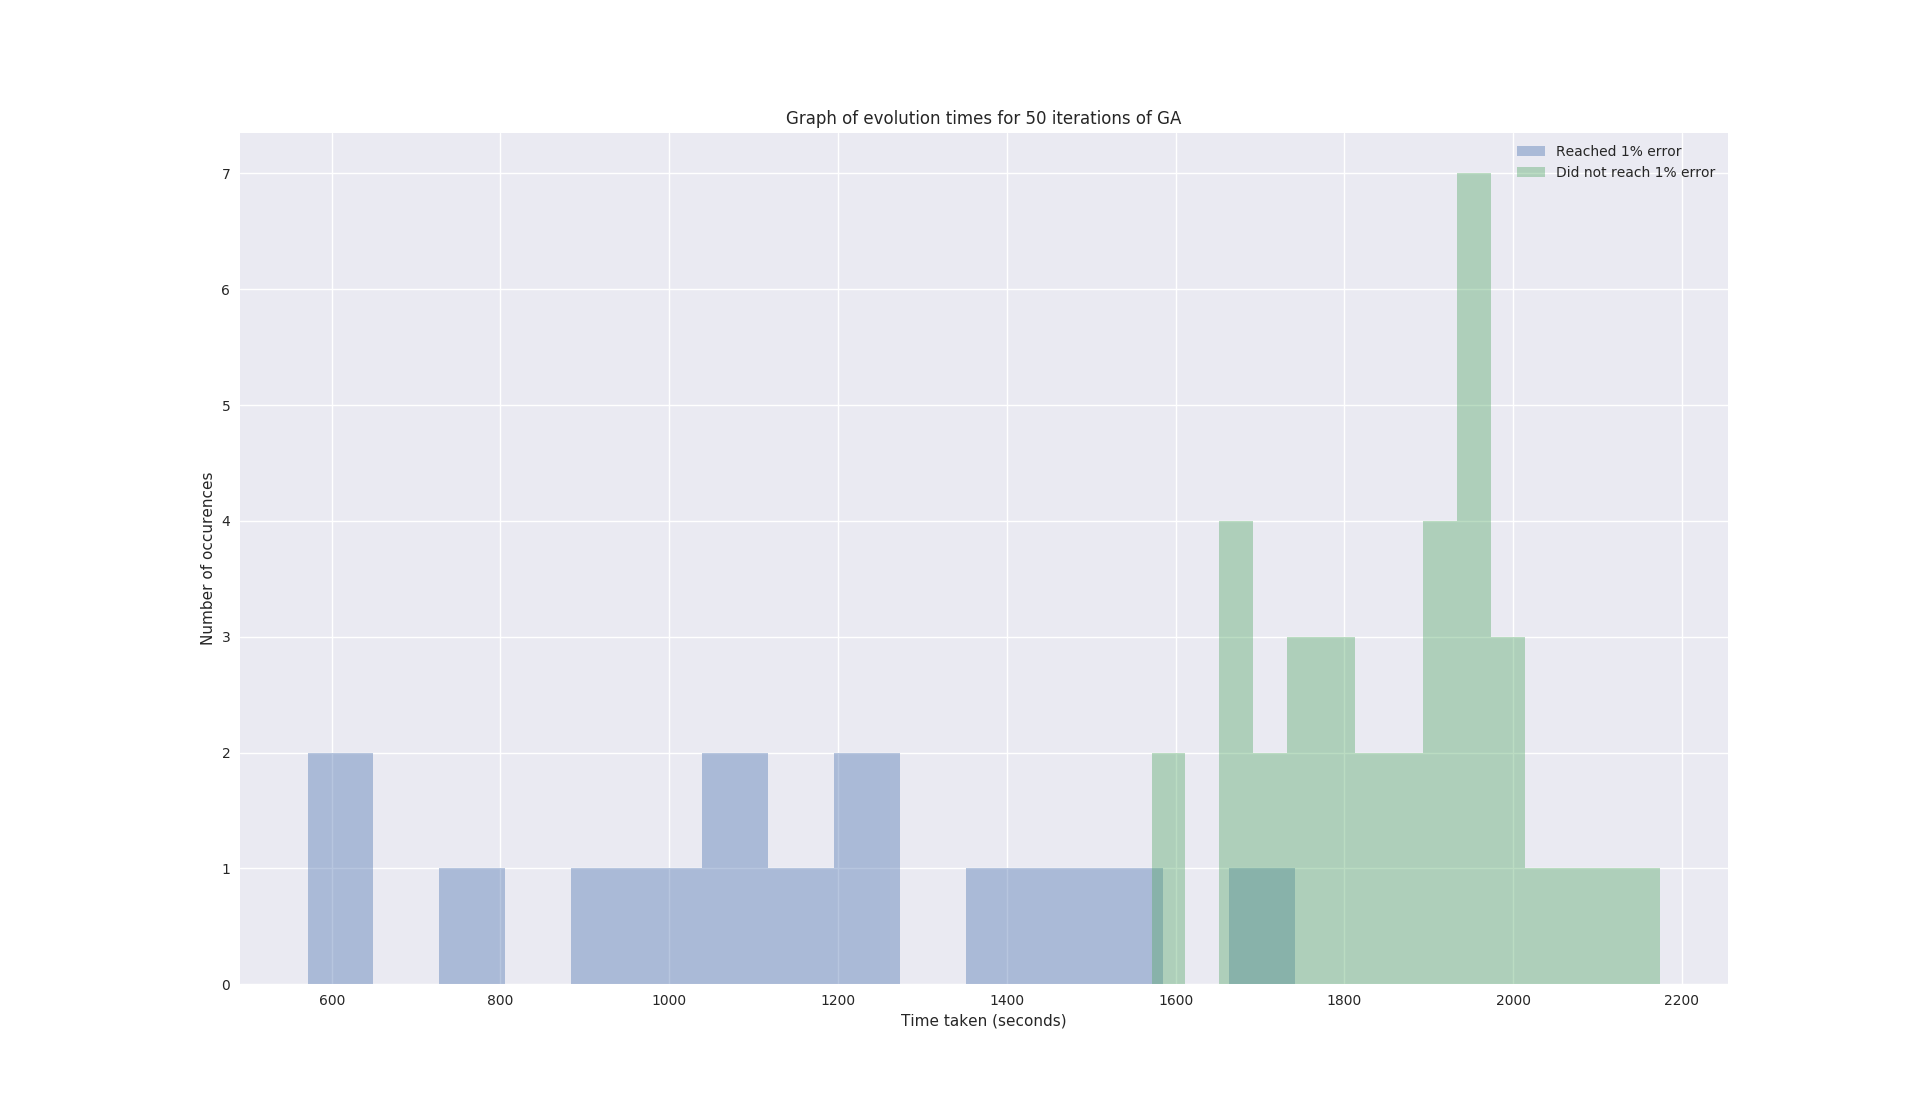 Graph of evolution times for 50 iterations of GA
Reached 1% error
Did not reach 1% error
Number of occurences
7
6
5
4
3
2
1
0
600 800 1000 1200 1400 1600 1800 2000 2200
Time taken (seconds)